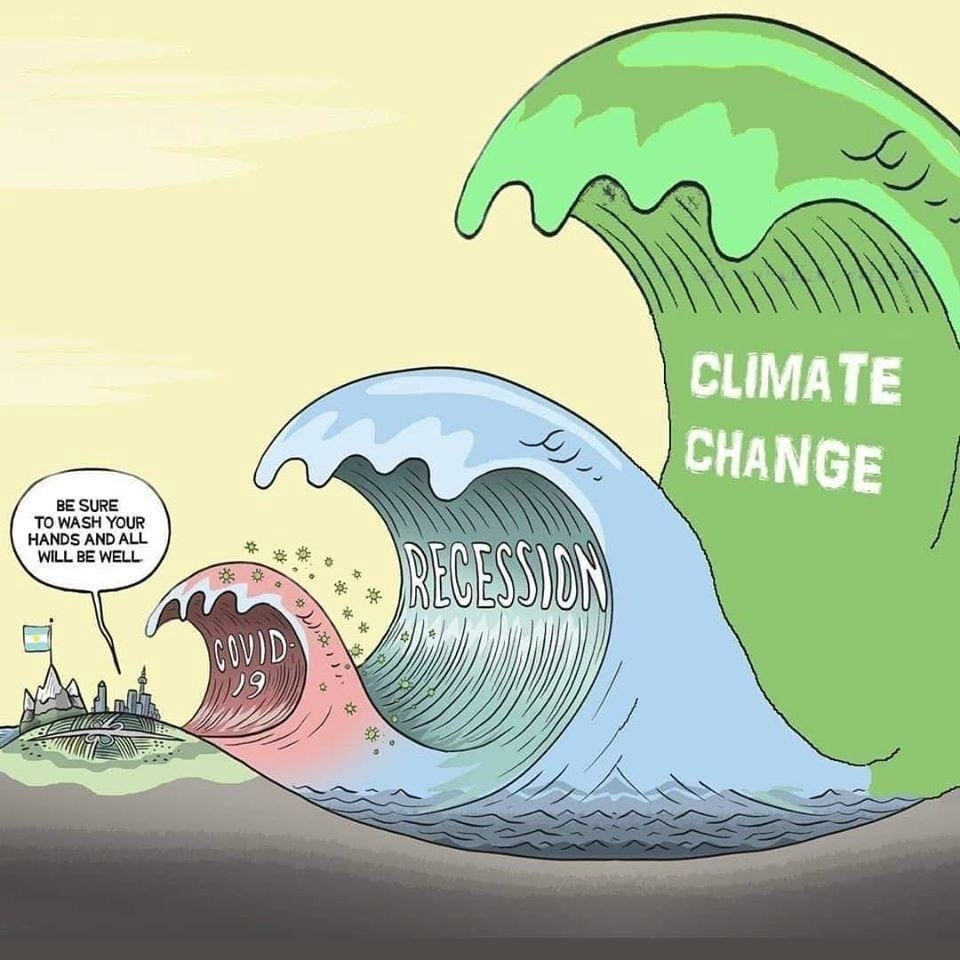 BE SURE
TO WASH YOUR
HANDS AND ALL
WILL BE WELL.
COVID-
19
RECESSION
CLIMATE
CHANGE